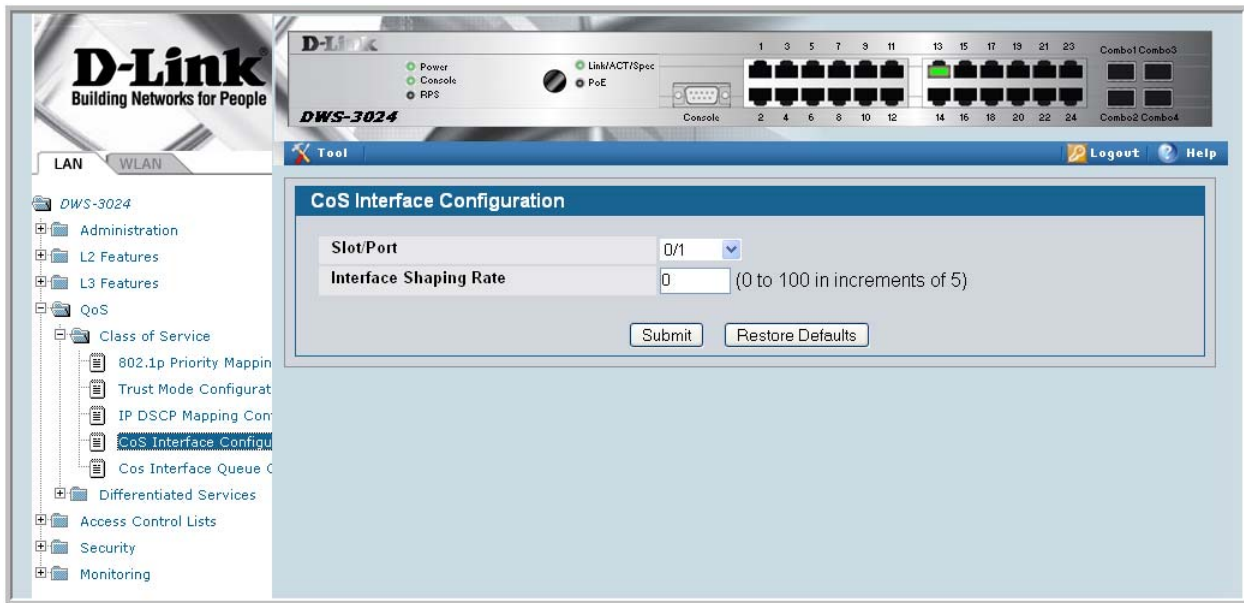 D-Link
Building Networks for People
D-Link
Power
Console
RPS
Link/ACT/Spec
PoE
DWS-3024
Console
1 3 5 7 9 11
13 15 17 19 21 23
2 4 6 8 10 12
14 16 18 20 22 24
Combo1 Combo3
Combo2 Combo4
LAN
WLAN
Tool
Logout
Help
DWS-3024
Administration
L2 Features
L3 Features
QoS
Class of Service
802.1p Priority Mappin
Trust Mode Configurat
IP DSCP Mapping Con
CoS Interface Configu
Cos Interface Queue C
Differentiated Services
Access Control Lists
Security
Monitoring
CoS Interface Configuration
Slot/Port
0/1
Interface Shaping Rate
0
(0 to 100 in increments of 5)
Submit
Restore Defaults